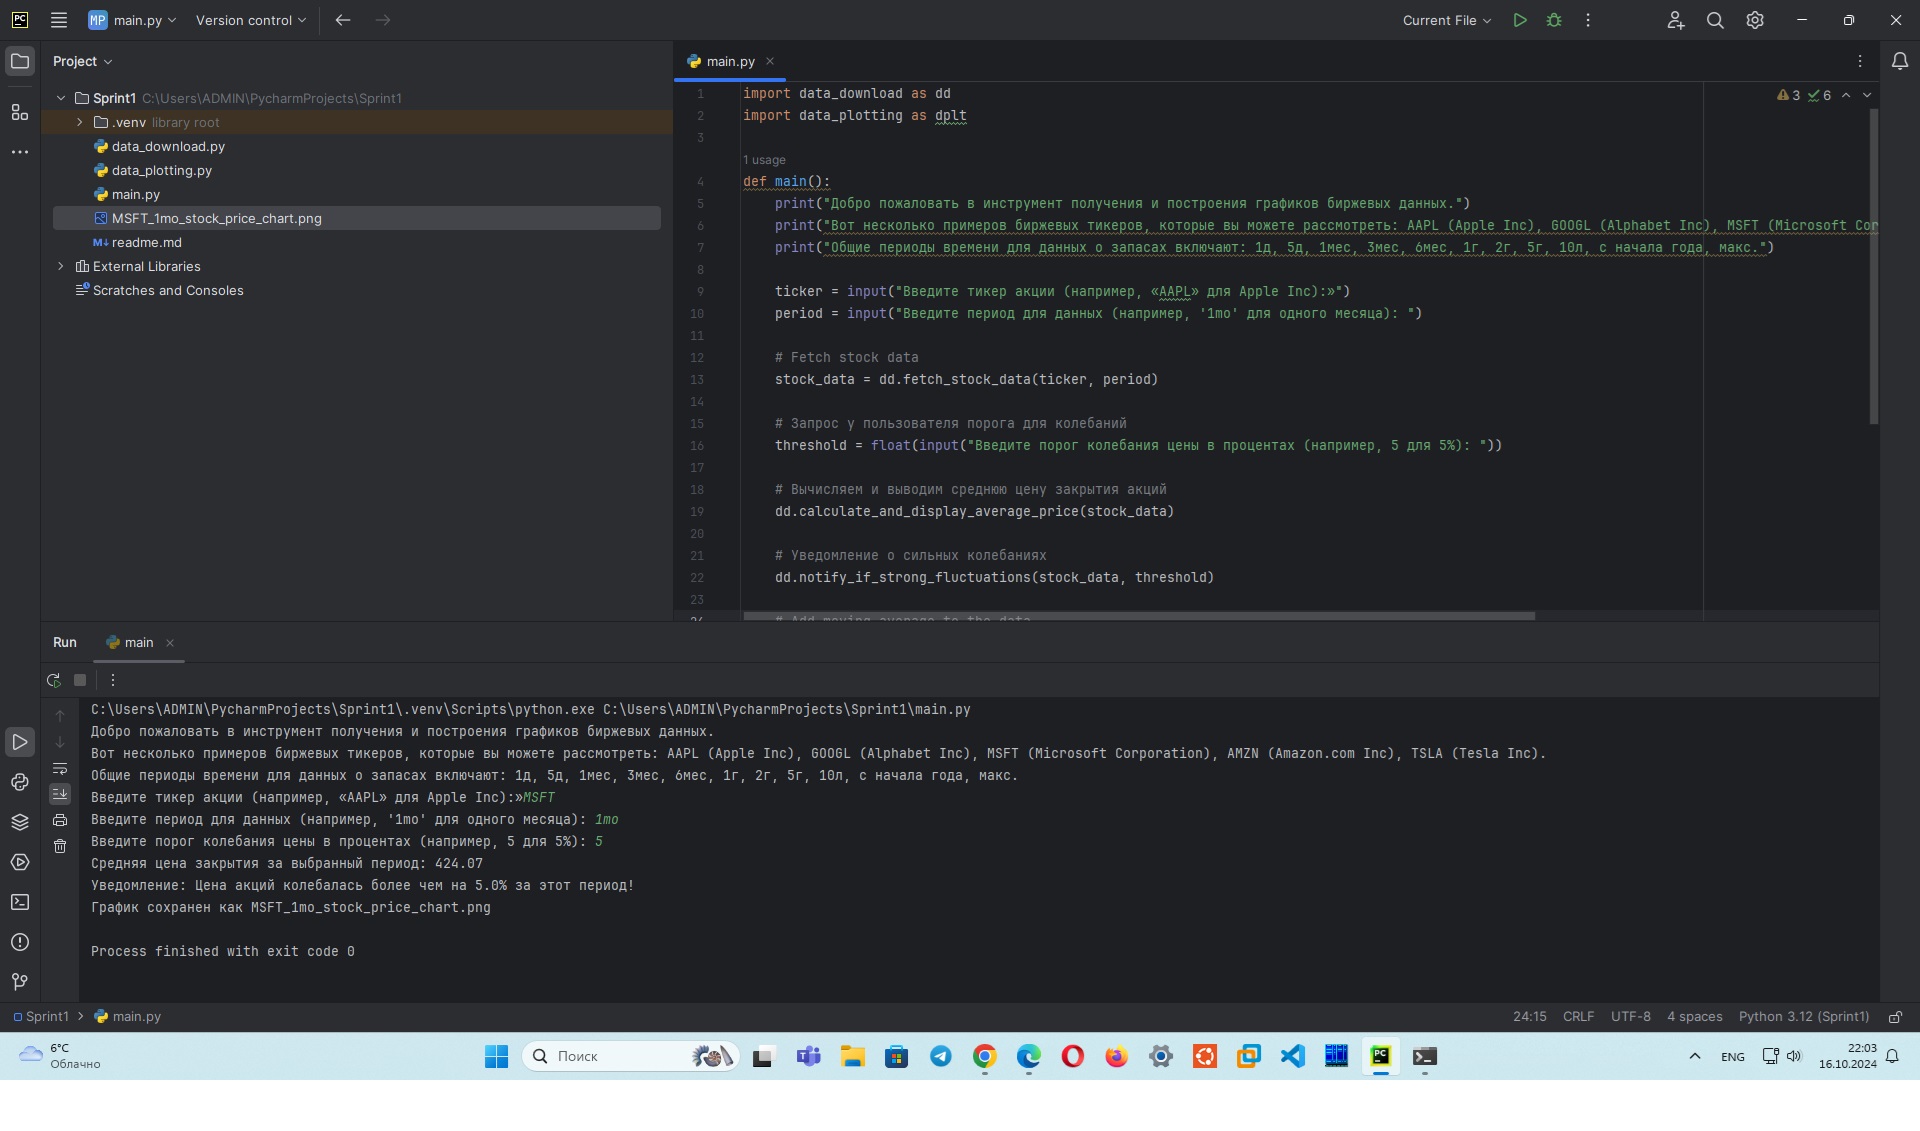 PC MP main.py Version control Current File
Project
main.py
Sprint1 C:\Users\ADMIN\PycharmProjects\Sprint1
.venv library root
data_download.py
data_plotting.py
main.py
MSFT_1mo_stock_price_chart.png
M↓ readme.md
External Libraries
Scratches and Consoles
3 6
1 import data_download as dd
2 import data_plotting as dplt
3
1 usage
4 def main():
5 print("Добро пожаловать в инструмент получения и построения графиков биржевых данных.")
6 print("Вот несколько примеров биржевых тикеров, которые вы можете рассмотреть: AAPL (Apple Inc), GOOGL (Alphabet Inc), MSFT (Microsoft Cor
7 print("Общие периоды времени для данных о запасах включают: 1д, 5д, 1мес, 3мес, 6мес, 1г, 2г, 5г, 10л, с начала года, макс.")
8
9 ticker = input("Введите тикер акции (например, «AAPL» для Apple Inc):»")
10 period = input("Введите период для данных (например, '1mo' для одного месяца): ")
11
12 # Fetch stock data
13 stock_data = dd.fetch_stock_data(ticker, period)
14
15 # Запрос у пользователя порога для колебаний
16 threshold = float(input("Введите порог колебания цены в процентах (например, 5 для 5%): "))
17
18 # Вычисляем и выводим среднюю цену закрытия акций
19 dd.calculate_and_display_average_price(stock_data)
20
21 # Уведомление о сильных колебаниях
22 dd.notify_if_strong_fluctuations(stock_data, threshold)
23
24 # Add moving average to the data
Run main
C:\Users\ADMIN\PycharmProjects\Sprint1\.venv\Scripts\python.exe C:\Users\ADMIN\PycharmProjects\Sprint1\main.py
Добро пожаловать в инструмент получения и построения графиков биржевых данных.
Вот несколько примеров биржевых тикеров, которые вы можете рассмотреть: AAPL (Apple Inc), GOOGL (Alphabet Inc), MSFT (Microsoft Corporation), AMZN (Amazon.com Inc), TSLA (Tesla Inc).
Общие периоды времени для данных о запасах включают: 1д, 5д, 1мес, 3мес, 6мес, 1г, 2г, 5г, 10л, с начала года, макс.
Введите тикер акции (например, «AAPL» для Apple Inc):»MSFT
Введите период для данных (например, '1mo' для одного месяца): 1mo
Введите порог колебания цены в процентах (например, 5 для 5%): 5
Средняя цена закрытия за выбранный период: 424.07
Уведомление: Цена акций колебалась более чем на 5.0% за этот период!
График сохранен как MSFT_1mo_stock_price_chart.png
Process finished with exit code 0
Sprint1 main.py 24:15 CRLF UTF-8 4 spaces Python 3.12 (Sprint1)
6°C
Облачно
Поиск
PC
ENG
22:03
16.10.2024